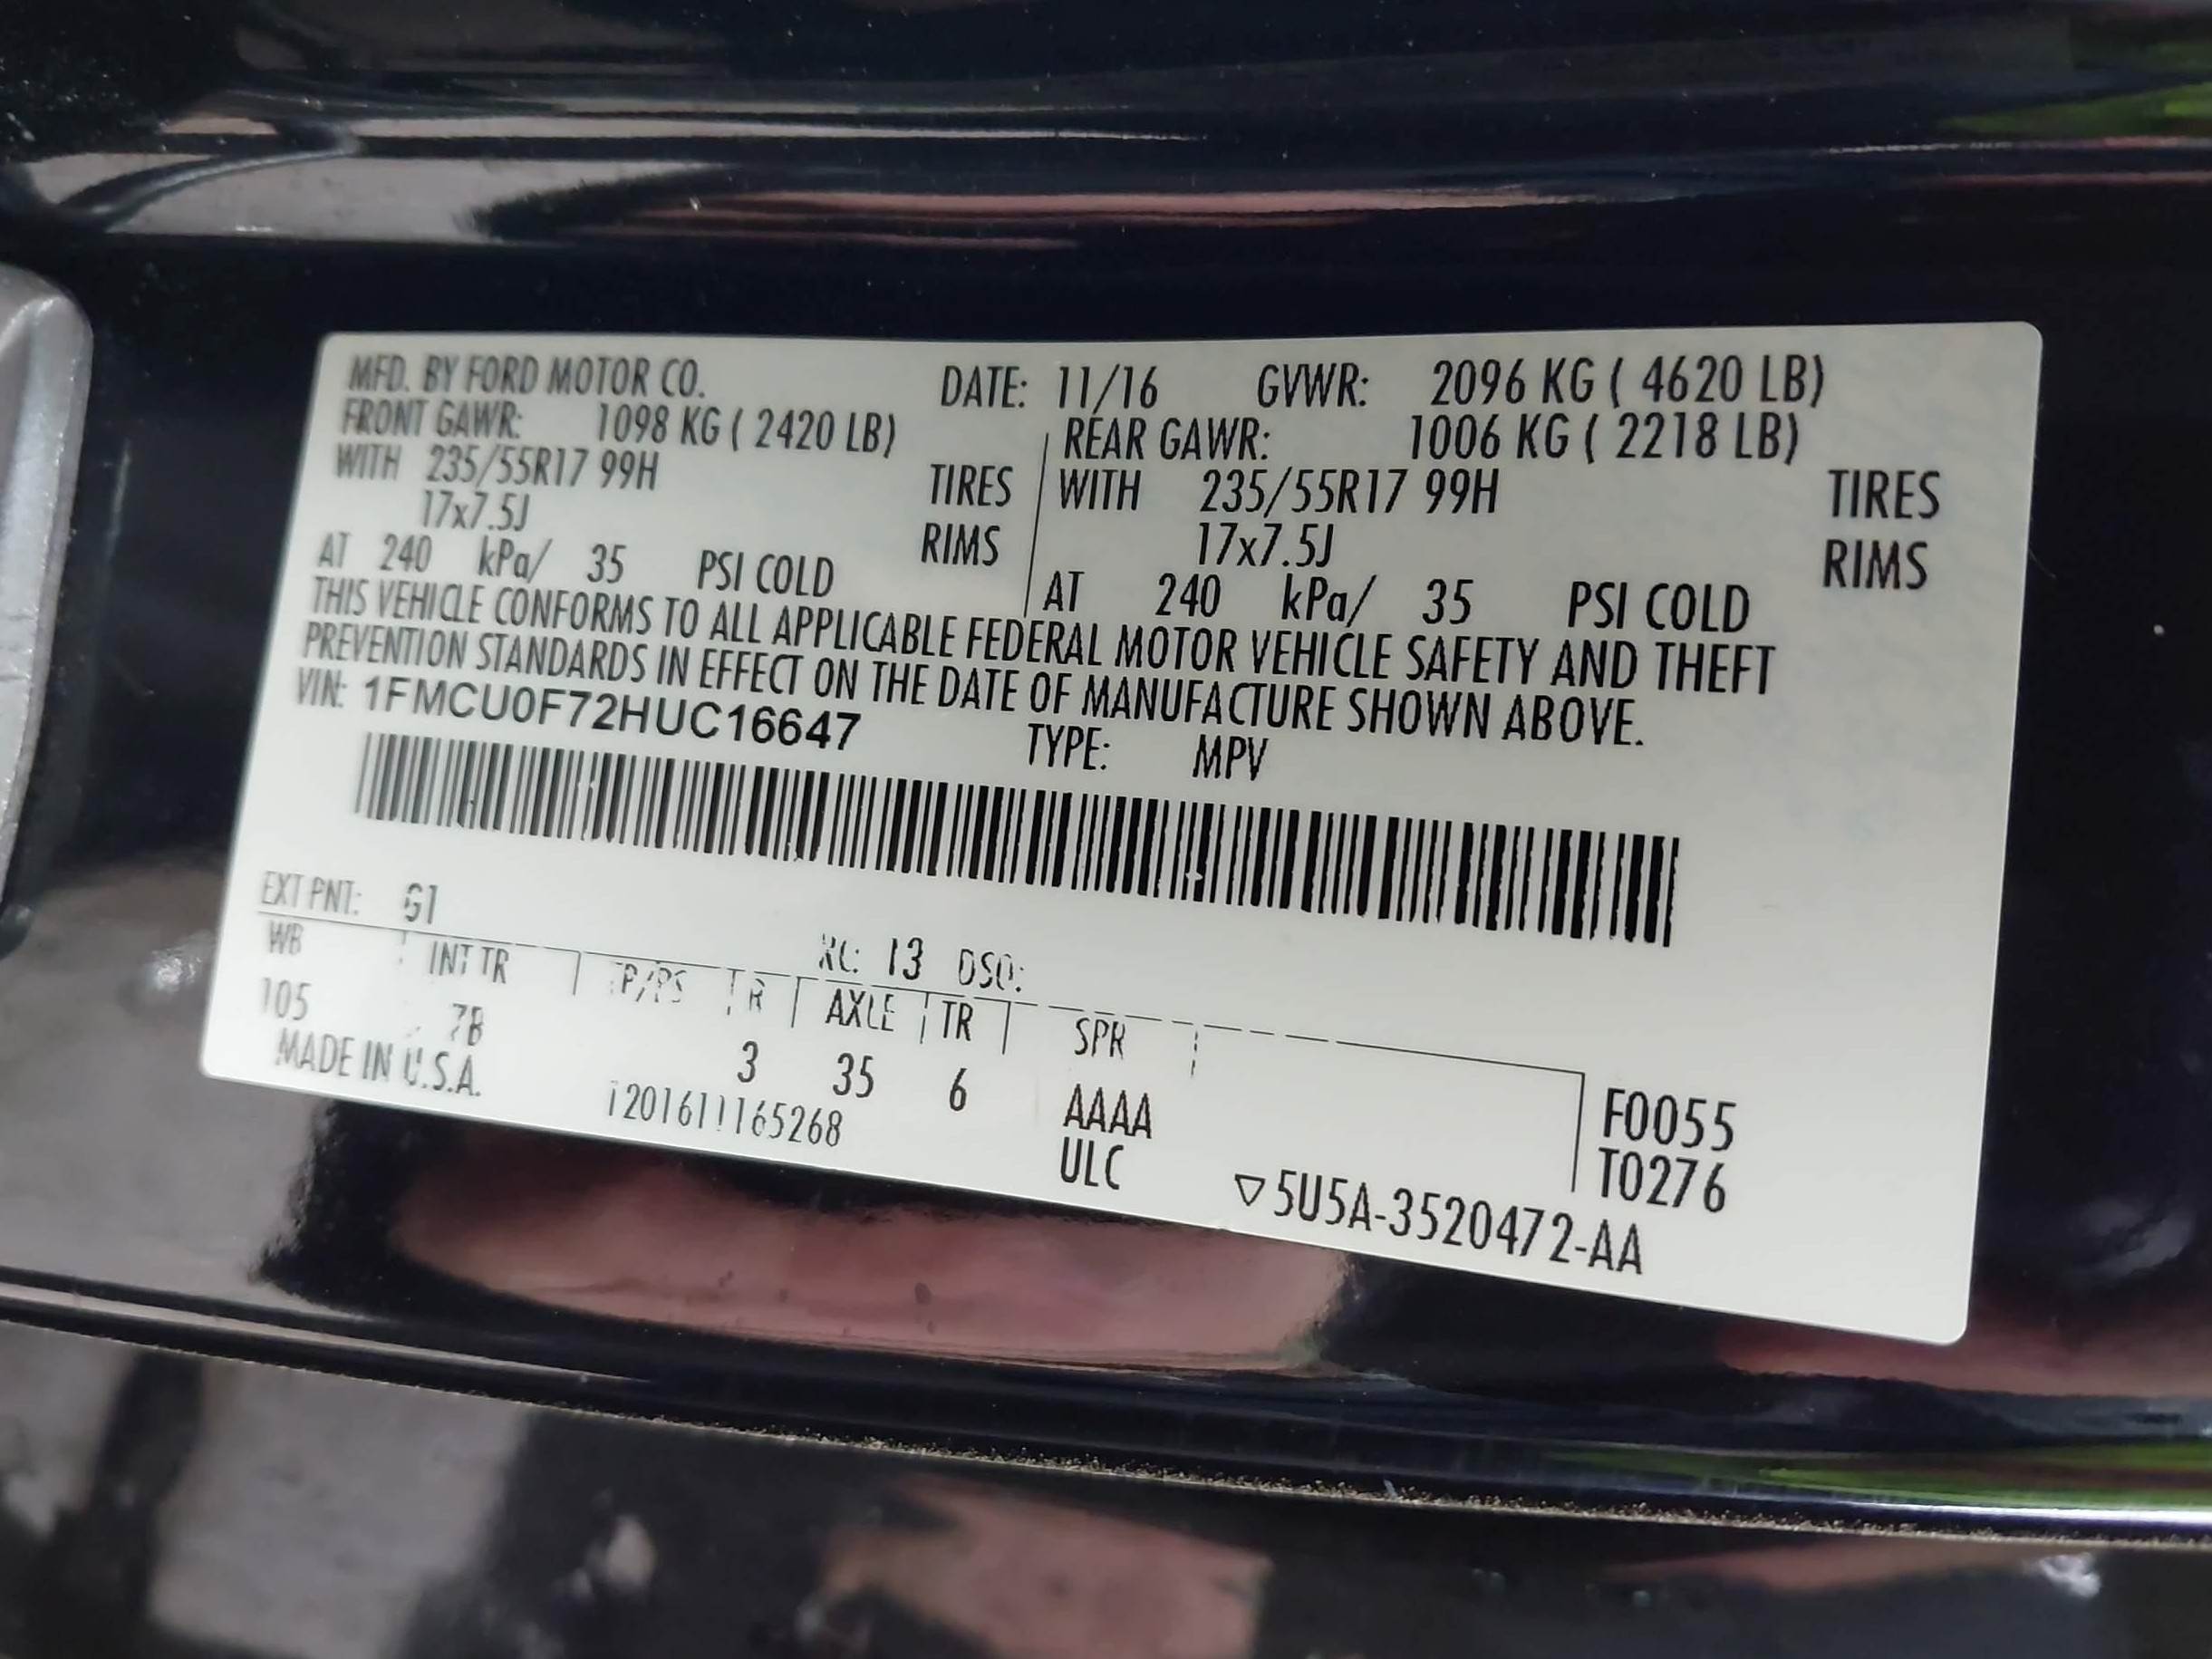 MFD. BY FORD MOTOR CO. DATE: 11/16 GVWR: 2096 KG ( 4620 LB)
FRONT GAWR: 1098 KG ( 2420 LB) REAR GAWR: 1006 KG ( 2218 LB)
WITH 235/55R17 99H TIRES WITH 235/55R17 99H TIRES
17x7.5J RIMS 17x7.5J RIMS
AT 240 kPa/ 35 PSI COLD AT 240 kPa/ 35 PSI COLD
THIS VEHICLE CONFORMS TO ALL APPLICABLE FEDERAL MOTOR VEHICLE SAFETY AND THEFT
PREVENTION STANDARDS IN EFFECT ON THE DATE OF MANUFACTURE SHOWN ABOVE.
VIN: 1FMCU0F72HUC16647 TYPE: MPV
EXT PNT: G1 RC: 13 DSO:
WB INT TR TP/PS R AXLE TR SPR
105 7B 3 35 6 AAAA F0055
MADE IN U.S.A. ULC T0276
▽5U5A-3520472-AA